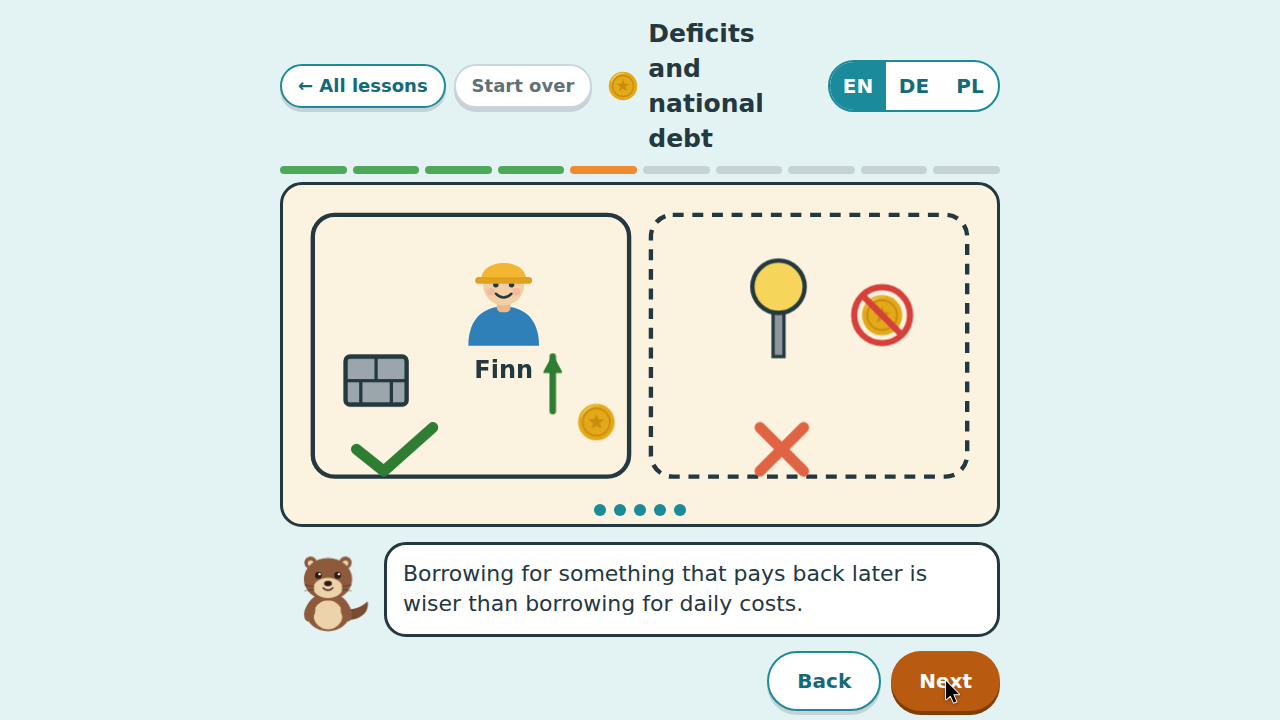 ← All lessons
Start over
Deficits
and
national
debt
EN DE PL
Finn
Borrowing for something that pays back later is
wiser than borrowing for daily costs.
Back
Next